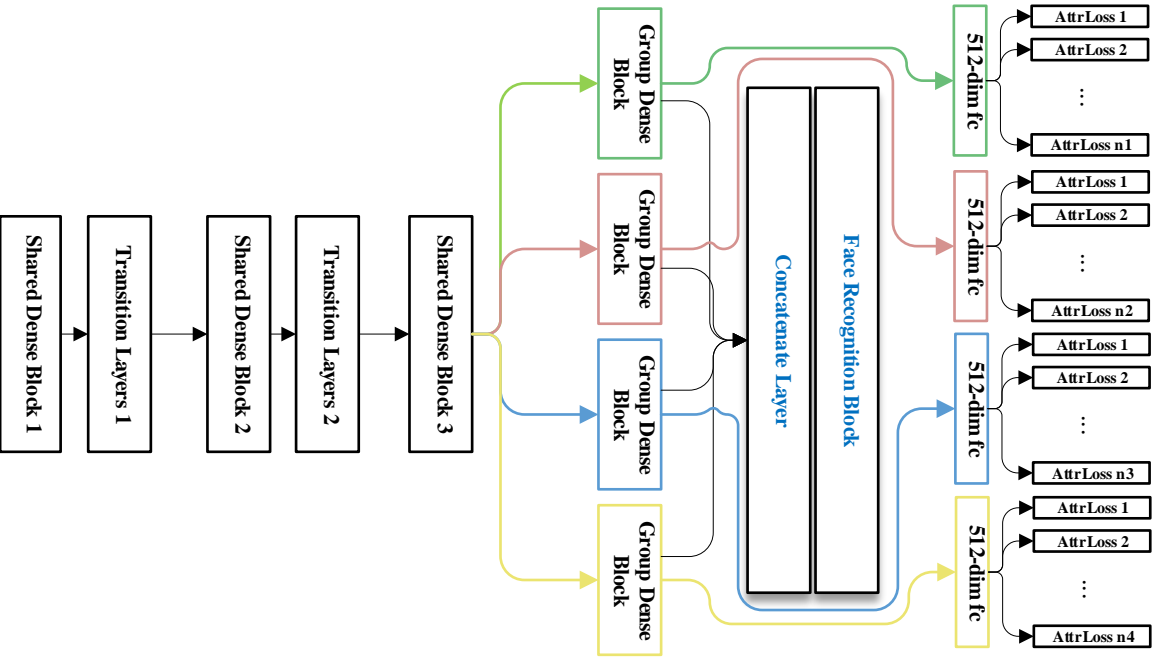 Shared Dense Block 1
Transition Layers 1
Shared Dense Block 2
Transition Layers 2
Shared Dense Block 3
Group Dense
Block
Group Dense
Block
Group Dense
Block
Group Dense
Block
Concatenate Layer
Face Recognition Block
512-dim fc
AttrLoss 1
AttrLoss 2
...
AttrLoss n1
512-dim fc
AttrLoss 1
AttrLoss 2
...
AttrLoss n2
512-dim fc
AttrLoss 1
AttrLoss 2
...
AttrLoss n3
512-dim fc
AttrLoss 1
AttrLoss 2
...
AttrLoss n4